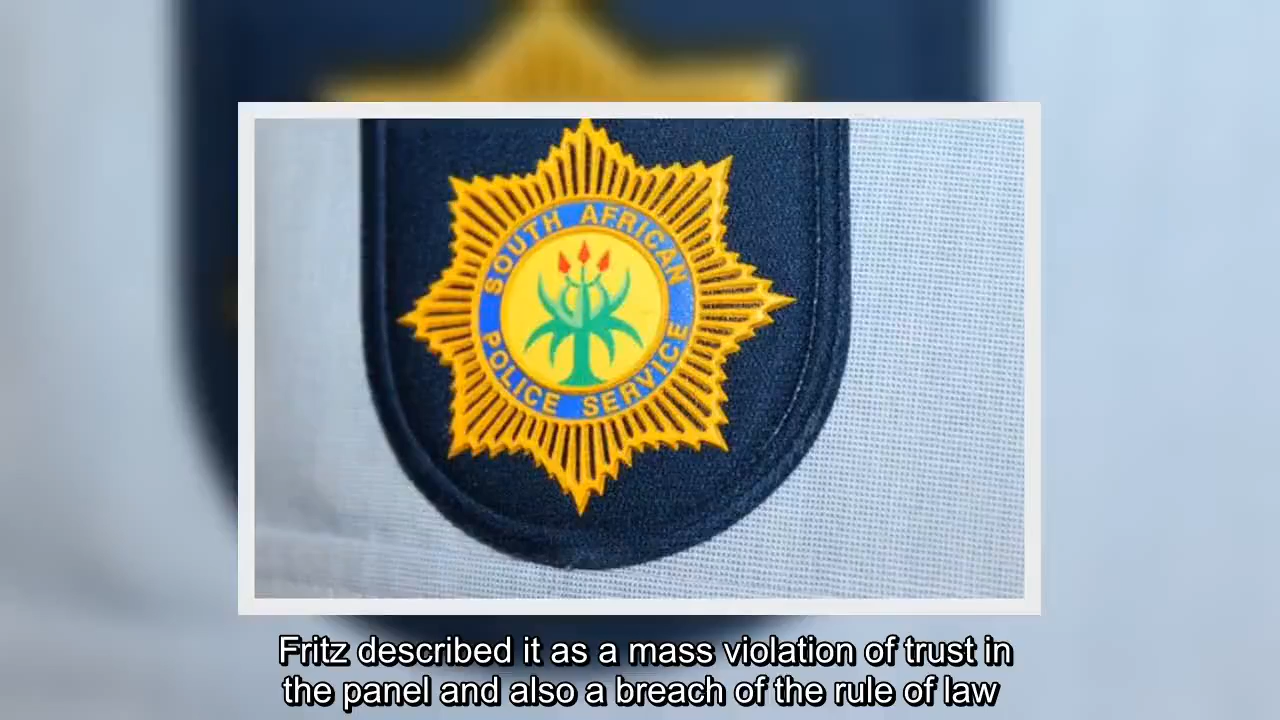 SOUTH AFRICAN
POLICE SERVICE
Fritz described it as a mass violation of trust in
the panel and also a breach of the rule of law